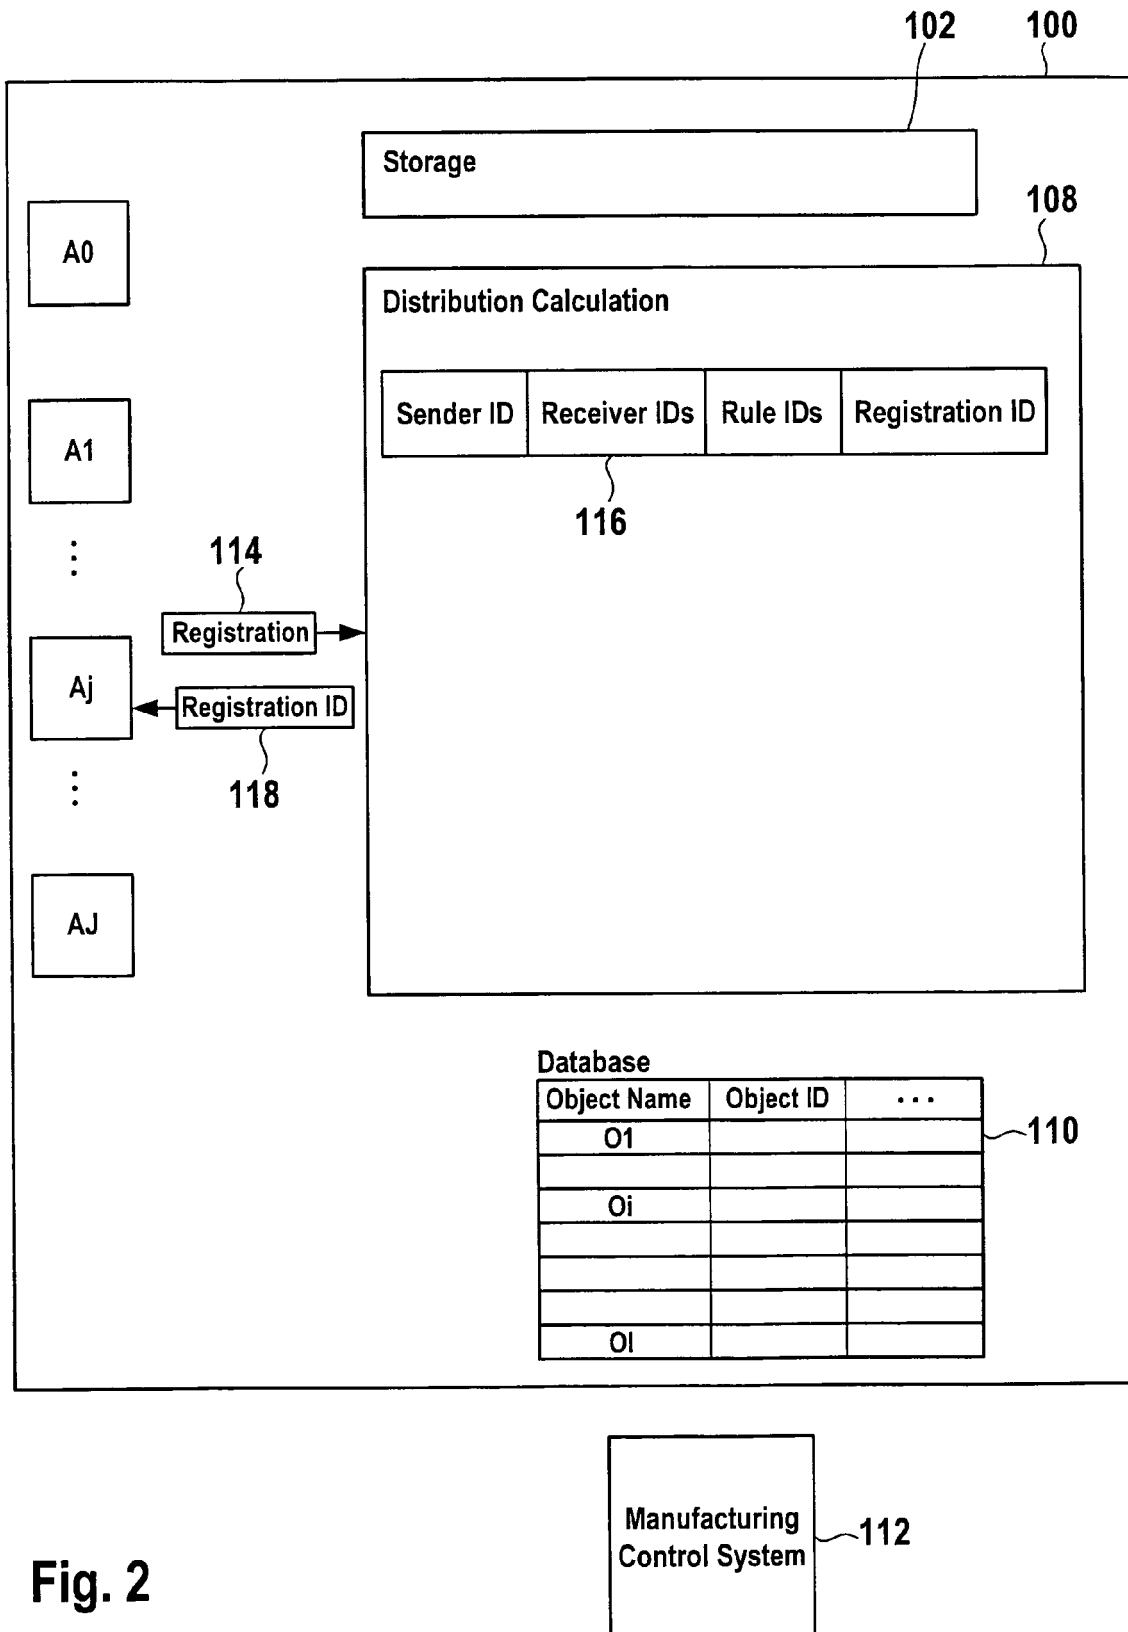 102
100
Storage
108
A0
Distribution Calculation
Sender ID
Receiver IDs
Rule IDs
Registration ID
A1
116
...
114
Registration
Aj
Registration ID
118
...
AJ
Database
Object Name
Object ID
...
O1
110
Oi
OI
Manufacturing
Control System
112
Fig. 2